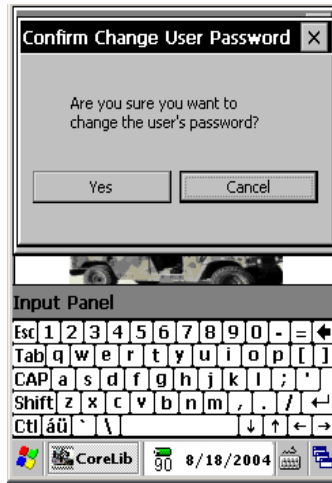 Confirm Change User Password
Are you sure you want to
change the user's password?
Yes Cancel
Input Panel
Esc 1 2 3 4 5 6 7 8 9 0 - =
Tab q w e r t y u i o p [ ]
CAP a s d f g h j k l ; '
Shift z x c v b n m , . /
Ctl áü ` \
CoreLib 90 8/18/2004